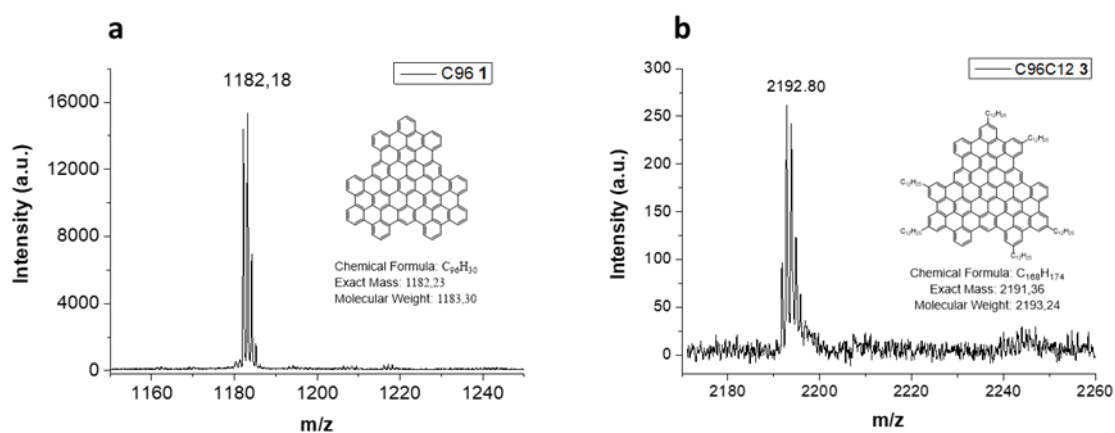 a
C96 1
1182,18
Intensity (a.u.)
16000
12000
8000
4000
0
Chemical Formula: C₉₆H₃₀
Exact Mass: 1182,23
Molecular Weight: 1183,30
1160 1180 1200 1220 1240
m/z
b
C96C12 3
2192.80
Intensity (a.u.)
300
250
200
150
100
50
0
C₁₂H₂₅
C₁₂H₂₅
C₁₂H₂₅
C₁₂H₂₅
C₁₂H₂₅
C₁₂H₂₅
Chemical Formula: C₁₆₈H₁₇₄
Exact Mass: 2191,36
Molecular Weight: 2193,24
2180 2200 2220 2240 2260
m/z